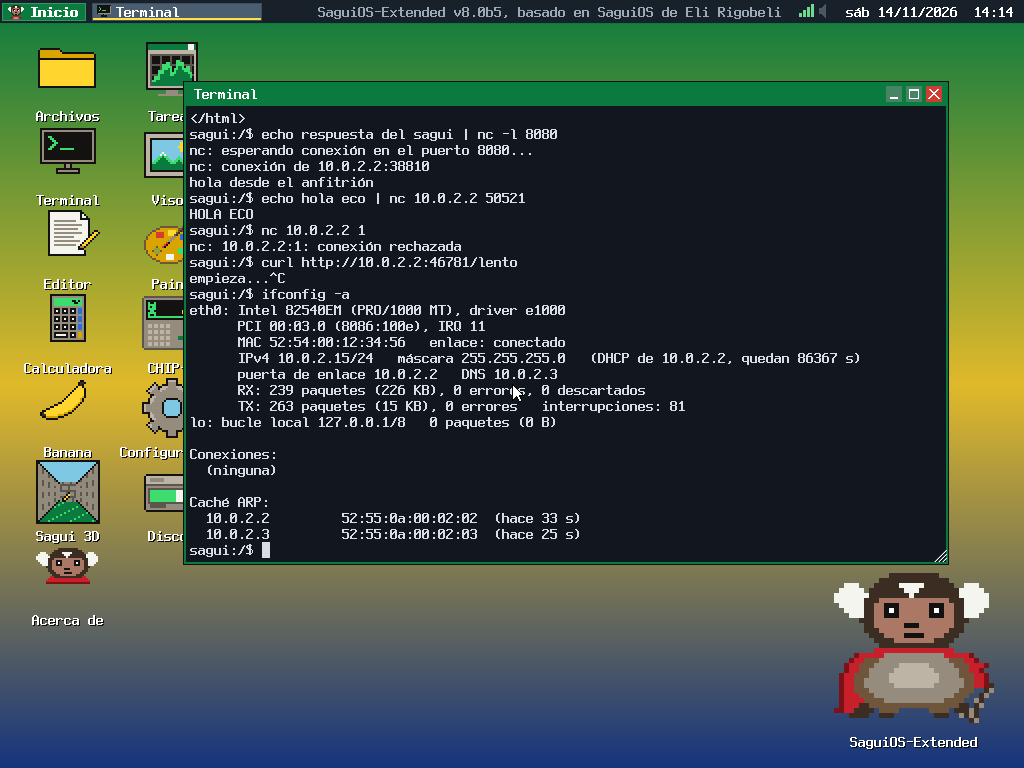 Inicio
Terminal
SaguiOS-Extended v8.0b5, basado en SaguiOS de Eli Rigobeli
sáb 14/11/2026
14:14
Archivos
Terminal
Editor
Calculadora
CHIP-
Banana
Sagui 3D
Acerca de
Terminal
</html>
sagui:/$ echo respuesta del sagui | nc -l 8080
nc: esperando conexión en el puerto 8080...
nc: conexión de 10.0.2.2:38810
hola desde el anfitrión
sagui:/$ echo hola eco | nc 10.0.2.2 50521
HOLA ECO
sagui:/$ nc 10.0.2.2 1
nc: 10.0.2.2:1: conexión rechazada
sagui:/$ curl http://10.0.2.2:46781/lento
empieza...^C
sagui:/$ ifconfig -a
eth0: Intel 82540EM (PRO/1000 MT), driver e1000
PCI 00:03.0 (8086:100e), IRQ 11
MAC 52:54:00:12:34:56 enlace: conectado
IPv4 10.0.2.15/24 máscara 255.255.255.0 (DHCP de 10.0.2.2, quedan 86367 s)
puerta de enlace 10.0.2.2 DNS 10.0.2.3
RX: 239 paquetes (226 KB), 0 errores, 0 descartados
TX: 263 paquetes (15 KB), 0 errores interrupciones: 81
lo: bucle local 127.0.0.1/8 0 paquetes (0 B)
Conexiones:
(ninguna)
Caché ARP:
10.0.2.2 52:55:0a:00:02:02 (hace 33 s)
10.0.2.3 52:55:0a:00:02:03 (hace 25 s)
sagui:/$
SaguiOS-Extended